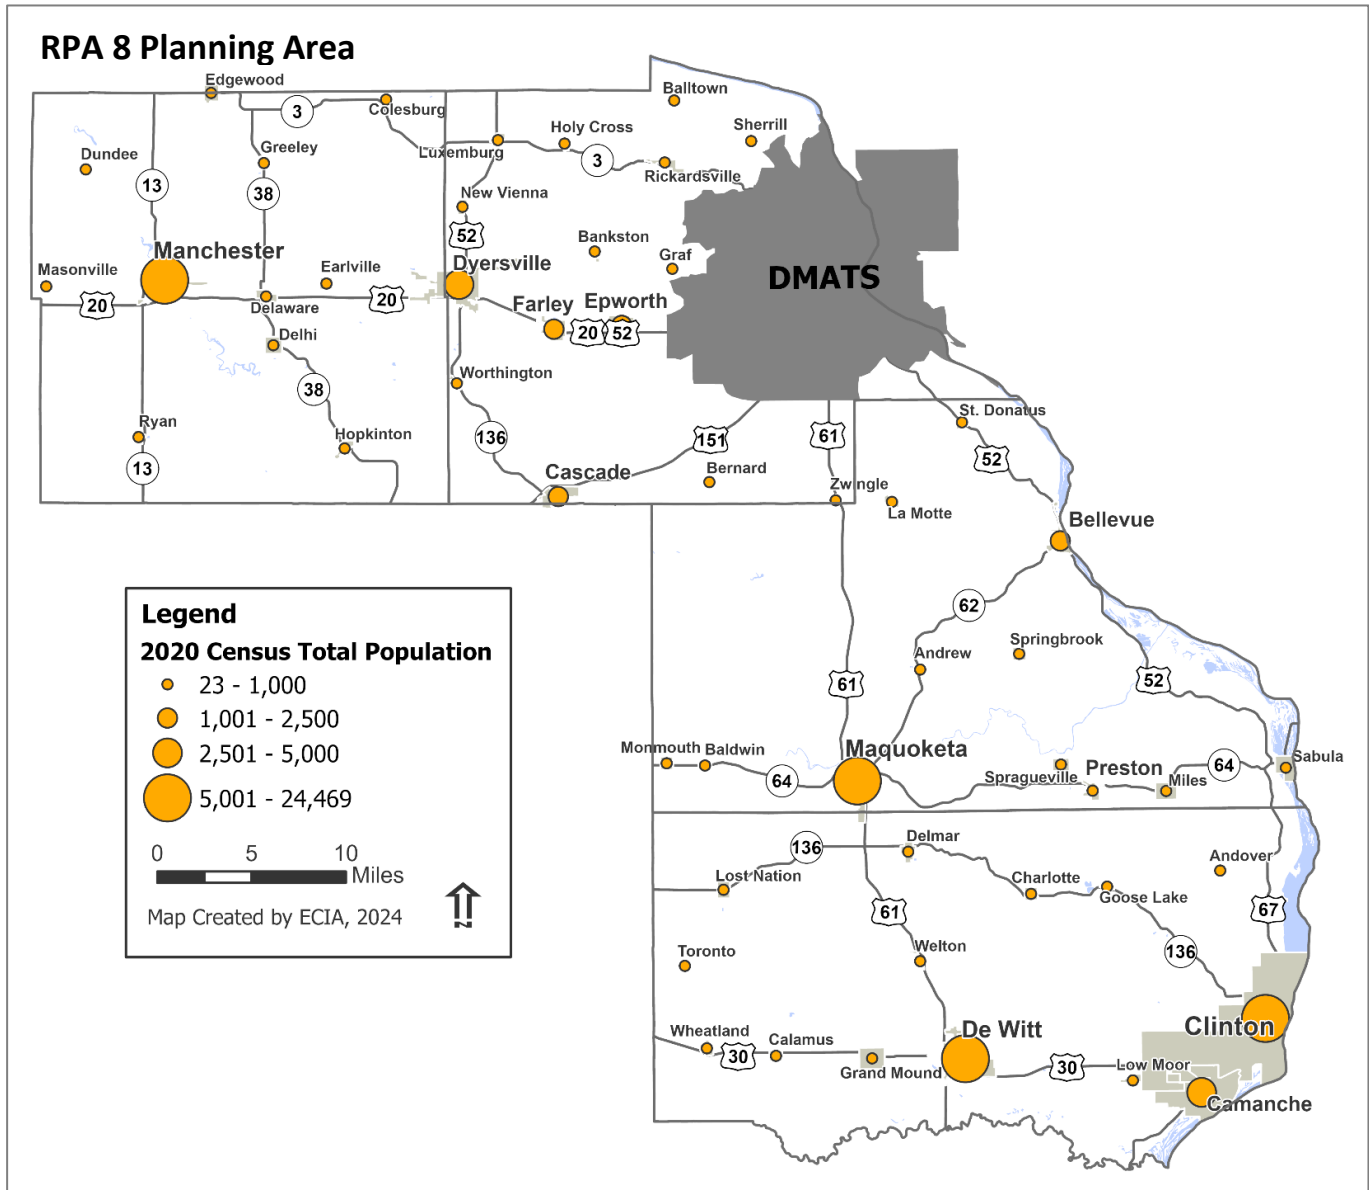 RPA 8 Planning Area
Edgewood
Balltown
3
Colesburg
Sherrill
Holy Cross
Dundee
Greeley
Luxemburg
3
Rickardsville
13
38
New Vienna
52
Bankston
Manchester
Graf
Dyersville
Masonville
Earlville
DMATS
20
20
Delaware
Farley
Epworth
20
52
Delhi
Worthington
38
St. Donatus
Ryan
Hopkinton
136
151
61
52
13
Cascade
Bernard
Zwingle
La Motte
Bellevue
62
Springbrook
Andrew
61
52
Monmouth
Baldwin
Maquoketa
Sabula
64
Spragueville
Preston
Miles
64
Legend
2020 Census Total Population
23 - 1,000
1,001 - 2,500
2,501 - 5,000
5,001 - 24,469
0 5 10
Miles
Map Created by ECIA, 2024
N
136
Delmar
Andover
Lost Nation
Charlotte
Goose Lake
61
67
Toronto
Welton
136
Wheatland
30
Calamus
Grand Mound
De Witt
Clinton
30
Low Moor
Camanche